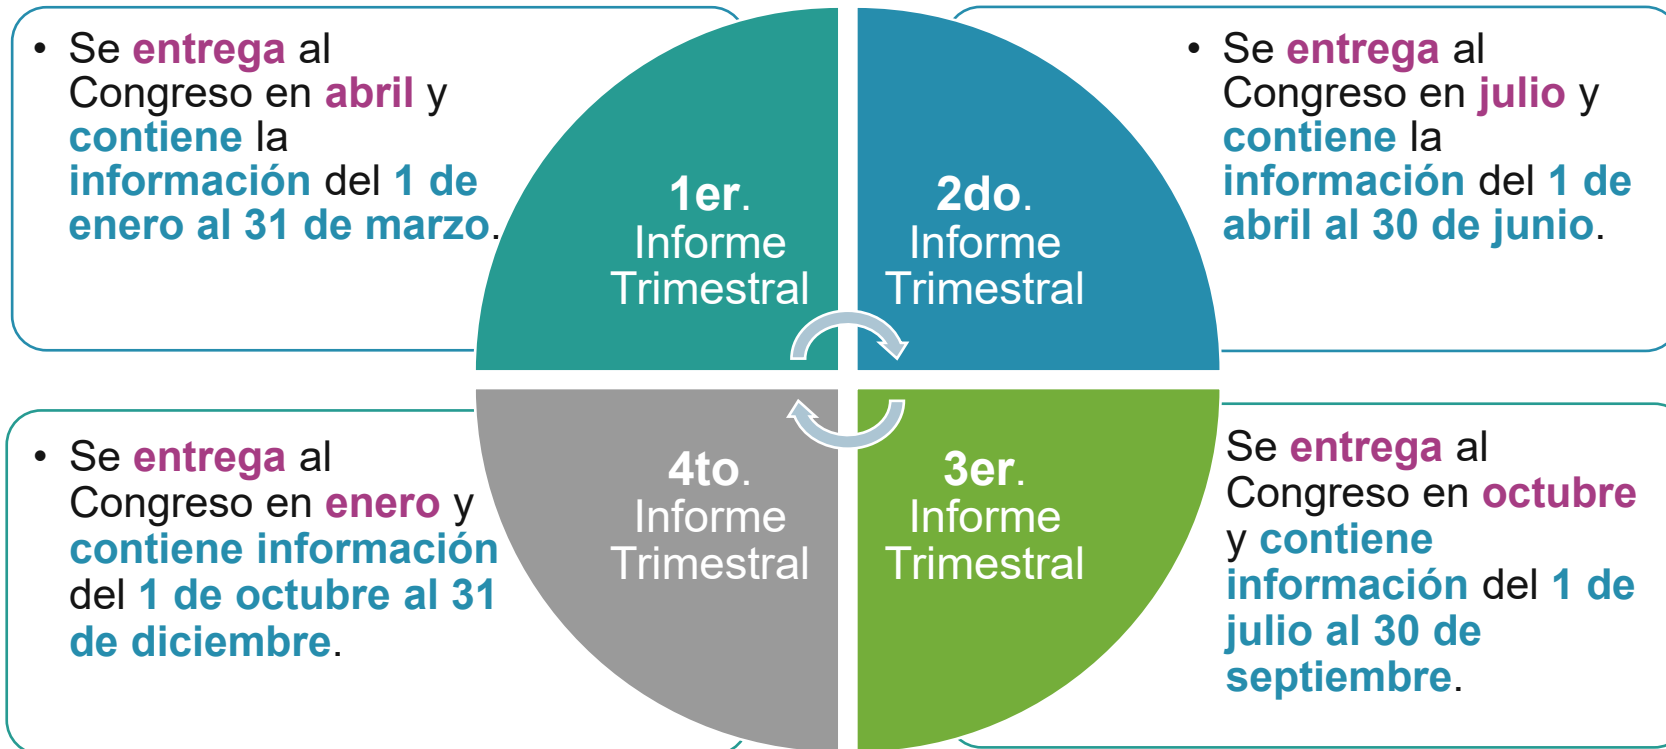 • Se entrega al
Congreso en abril y
contiene la
información del 1 de
enero al 31 de marzo.
1er.
Informe
Trimestral
2do.
Informe
Trimestral
• Se entrega al
Congreso en julio y
contiene la
información del 1 de
abril al 30 de junio.
• Se entrega al
Congreso en enero y
contiene información
del 1 de octubre al 31
de diciembre.
4to.
Informe
Trimestral
3er.
Informe
Trimestral
Se entrega al
Congreso en octubre
y contiene
información del 1 de
julio al 30 de
septiembre.